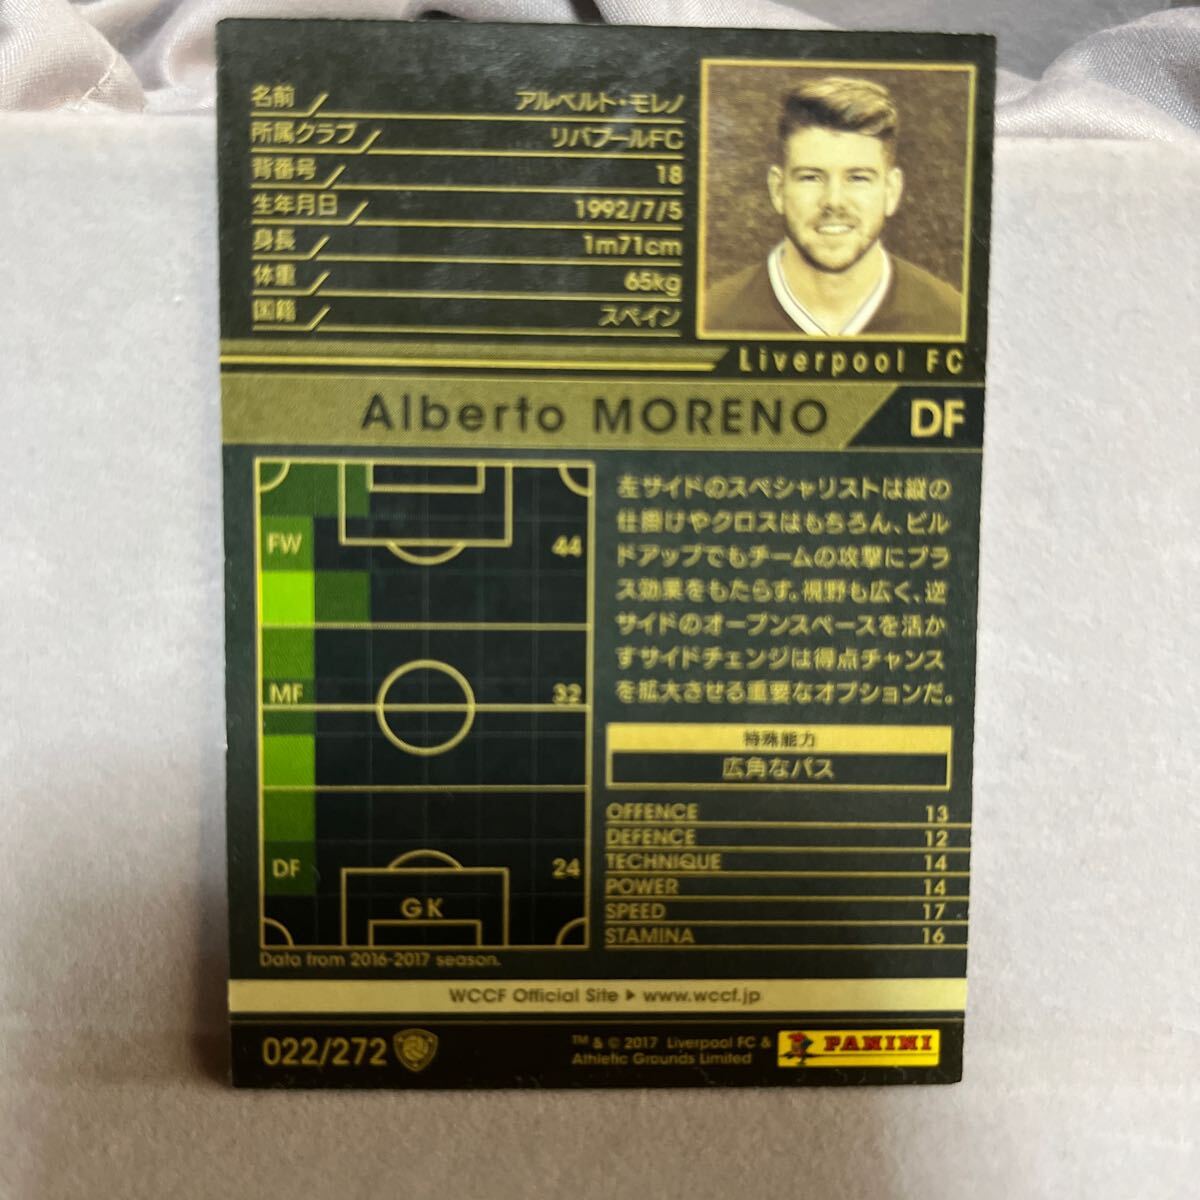 名前 アルベルト・モレノ
所属クラブ リバプールFC
背番号 18
生年月日 1992/7/5
身長 1m71cm
体重 65kg
国籍 スペイン
Liverpool FC
Alberto MORENO DF
FW 44
MF 32
DF 24
GK
Data from 2016-2017 season.
左サイドのスペシャリストは縦の
仕掛けやクロスはもちろん、ビル
ドアップでもチームの攻撃にプラ
ス効果をもたらす。視野も広く、逆
サイドのオープンスペースを活か
すサイドチェンジは得点チャンス
を拡大させる重要なオプションだ。
特殊能力
広角なパス
OFFENCE 13
DEFENCE 12
TECHNIQUE 14
POWER 14
SPEED 17
STAMINA 16
WCCF Official Site ▶ www.wccf.jp
022/272
™ & © 2017 Liverpool FC &
Athletic Grounds Limited
PANINI